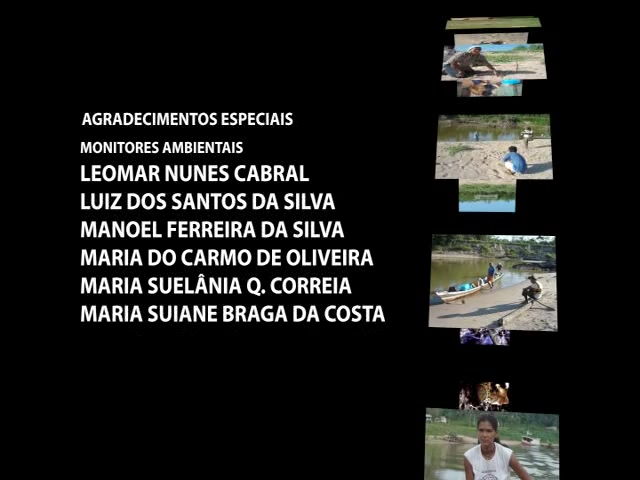 AGRADECIMENTOS ESPECIAIS
MONITORES AMBIENTAIS
LEOMAR NUNES CABRAL
LUIZ DOS SANTOS DA SILVA
MANOEL FERREIRA DA SILVA
MARIA DO CARMO DE OLIVEIRA
MARIA SUELÂNIA Q. CORREIA
MARIA SUIANE BRAGA DA COSTA